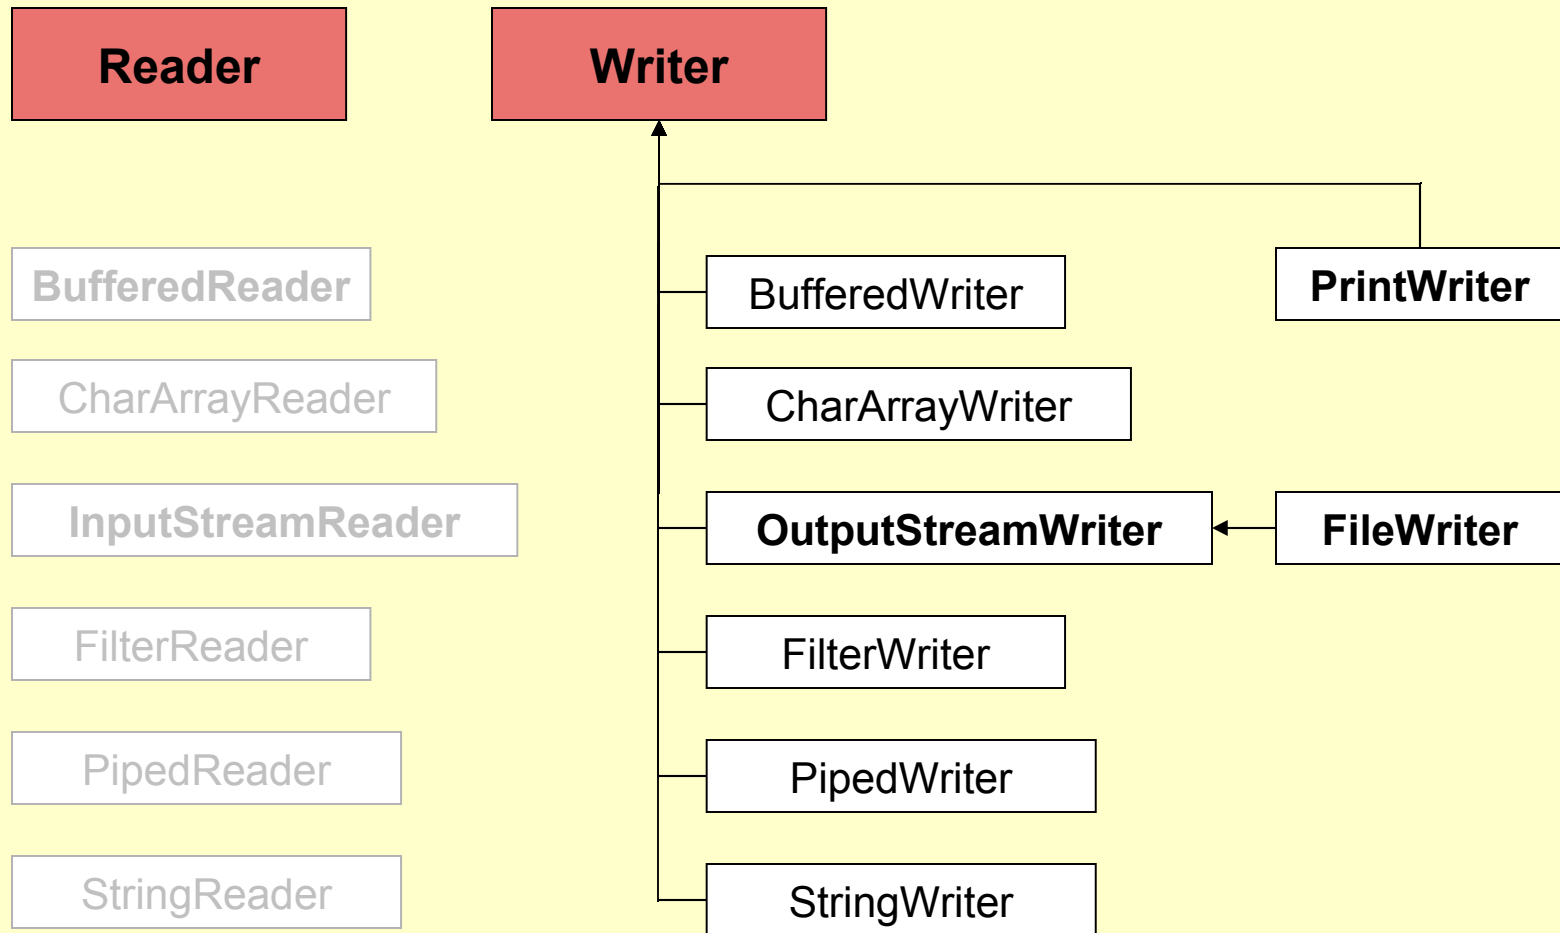 Reader
Writer
BufferedReader
BufferedWriter
PrintWriter
CharArrayReader
CharArrayWriter
InputStreamReader
OutputStreamWriter
FileWriter
FilterReader
FilterWriter
PipedReader
PipedWriter
StringReader
StringWriter